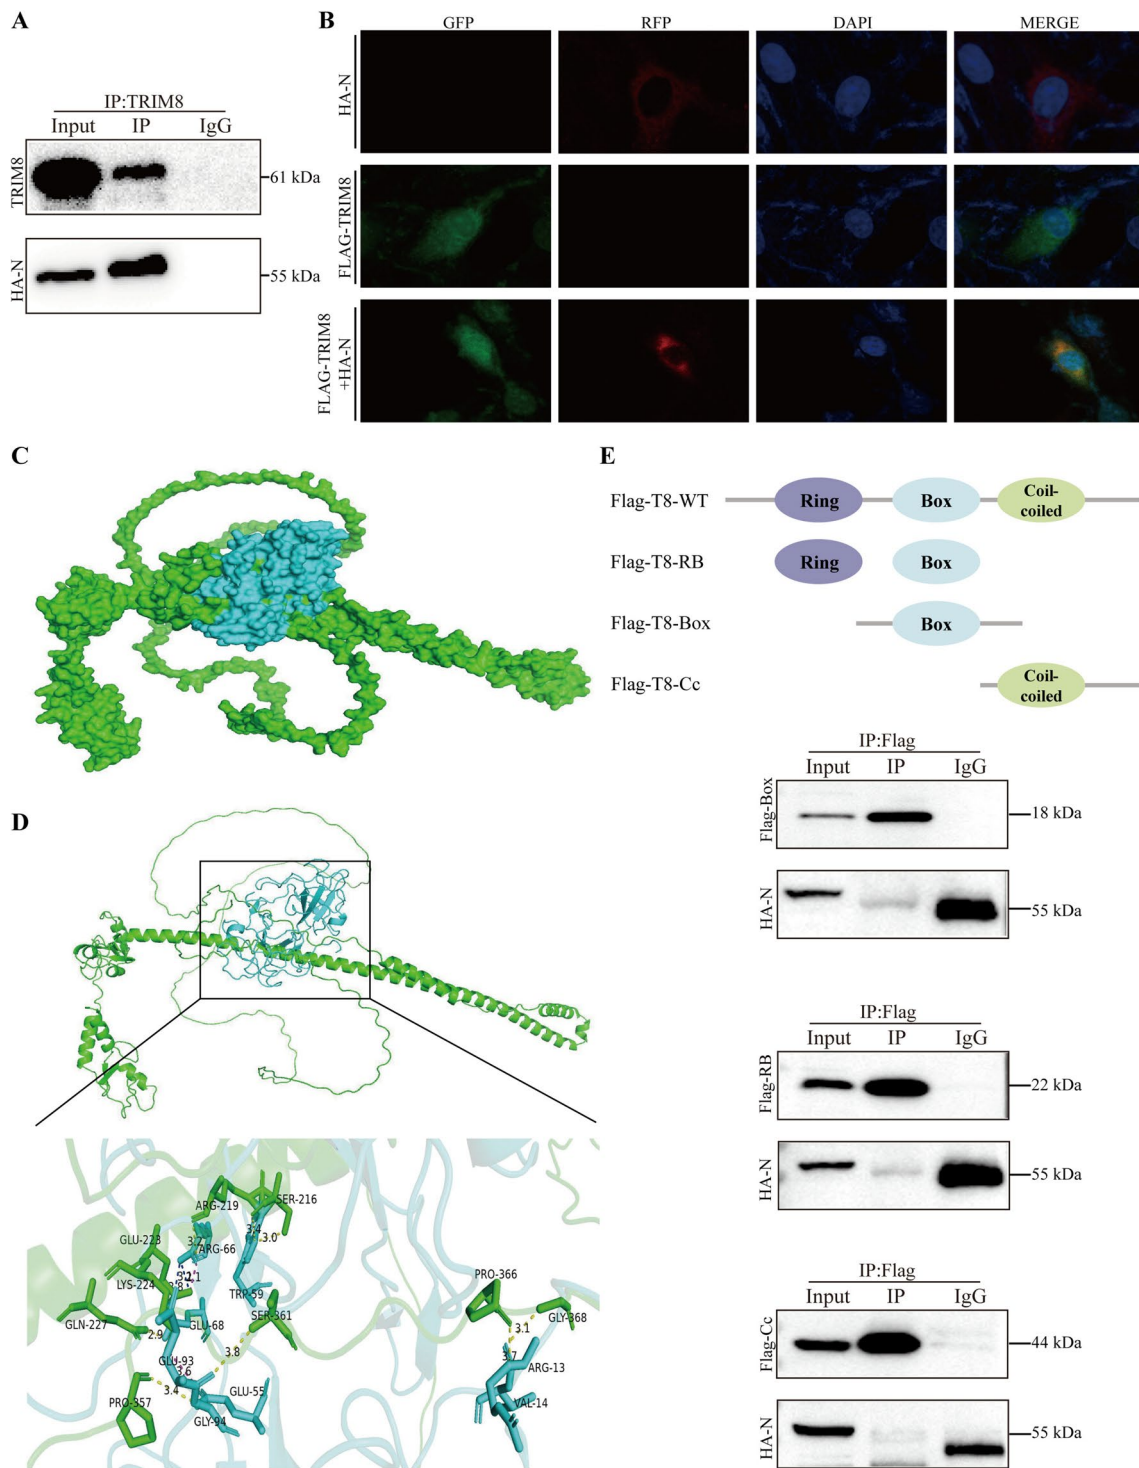 A
IP:TRIM8
Input IP IgG
TRIM8
61 kDa
HA-N
55 kDa
B
GFP RFP DAPI MERGE
HA-N
FLAG-TRIM8
FLAG-TRIM8
+HA-N
C
D
ARG-219
SER-216
GLU-223
3.2
ARG-66
3.4
3.0
LYS-224
TRP-59
GLN-227
GLU-68
SER-361
2.9
GLU-93
3.8
3.6
GLU-55
PRO-357
3.4
GLY-94
PRO-366
GLY-368
3.1
3.7
ARG-13
VAL-14
E
Flag-T8-WT
Ring
Box
Coil-
coiled
Flag-T8-RB
Ring
Box
Flag-T8-Box
Box
Flag-T8-Cc
Coil-
coiled
IP:Flag
Input IP IgG
Flag-Box
18 kDa
HA-N
55 kDa
IP:Flag
Input IP IgG
Flag-RB
22 kDa
HA-N
55 kDa
IP:Flag
Input IP IgG
Flag-Cc
44 kDa
HA-N
55 kDa